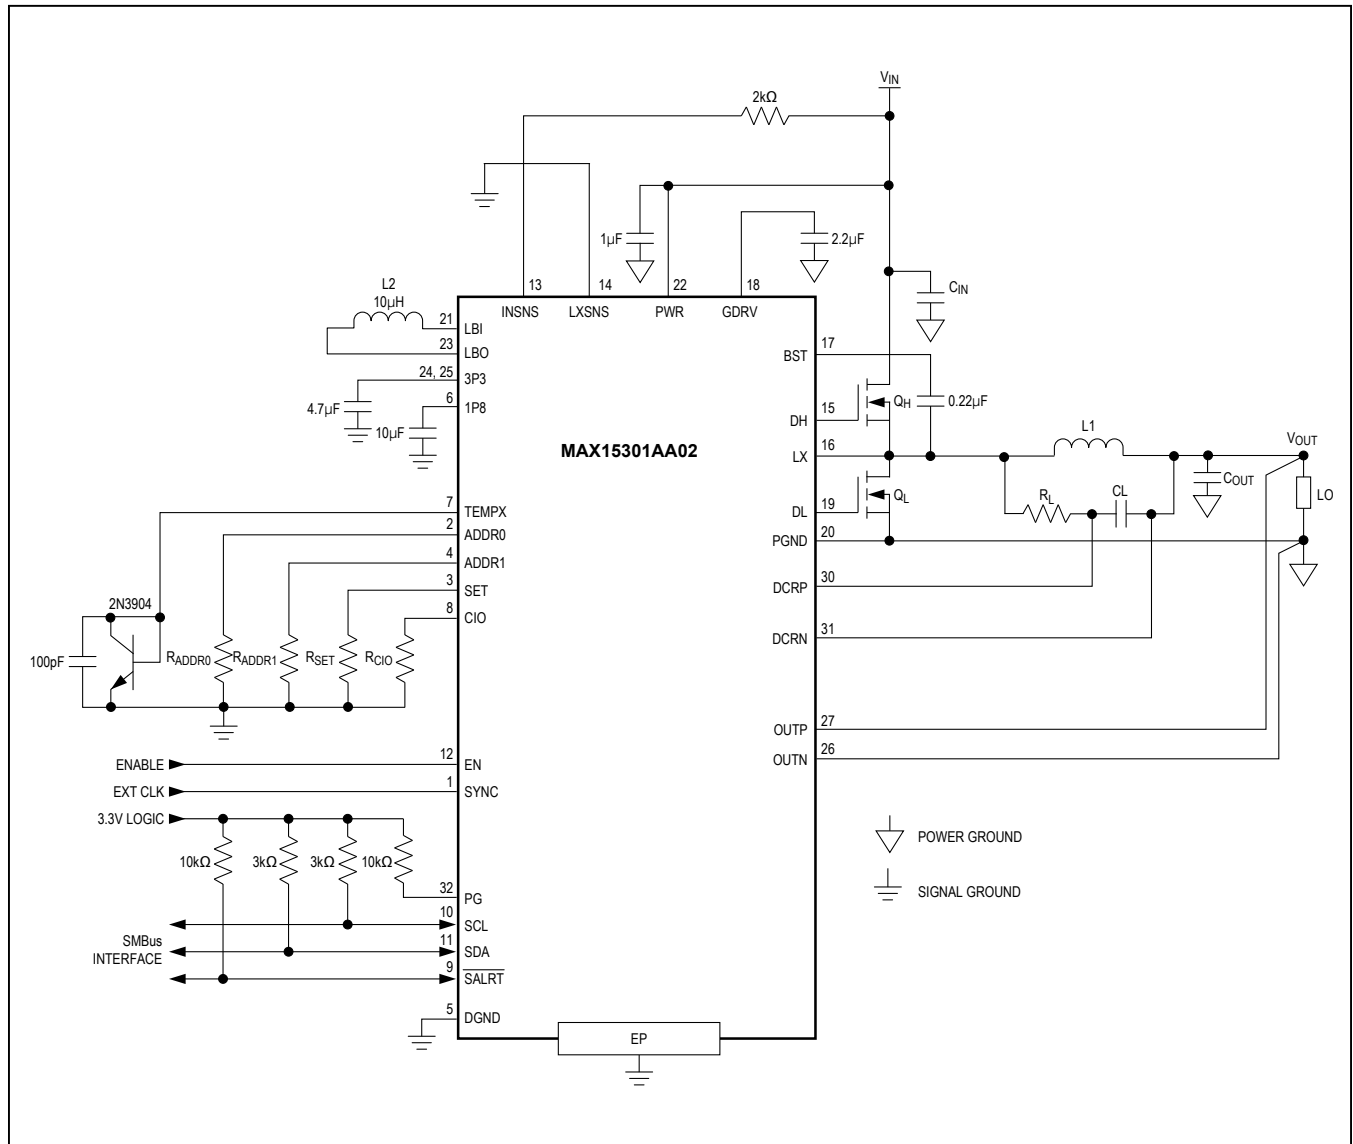 VIN
2kΩ
1µF
2.2µF
CIN
L2
10µH
13
14
22
18
INSNS
LXSNS
PWR
GDRV
21
LBI
23
LBO
24, 25
3P3
6
1P8
4.7µF
10µF
17
BST
QH
0.22µF
15
DH
MAX15301AA02
16
LX
L1
VOUT
COUT
QL
RL
CL
LO
19
DL
20
PGND
7
TEMPX
2
ADDR0
4
ADDR1
3
SET
8
CIO
30
DCRP
31
DCRN
2N3904
100pF
RADDR0
RADDR1
RSET
RCIO
27
OUTP
26
OUTN
ENABLE
12
EN
EXT CLK
1
SYNC
3.3V LOGIC
10kΩ
3kΩ
3kΩ
10kΩ
POWER GROUND
SIGNAL GROUND
32
PG
10
SCL
SMBus
INTERFACE
11
SDA
9
SALRT
5
DGND
EP